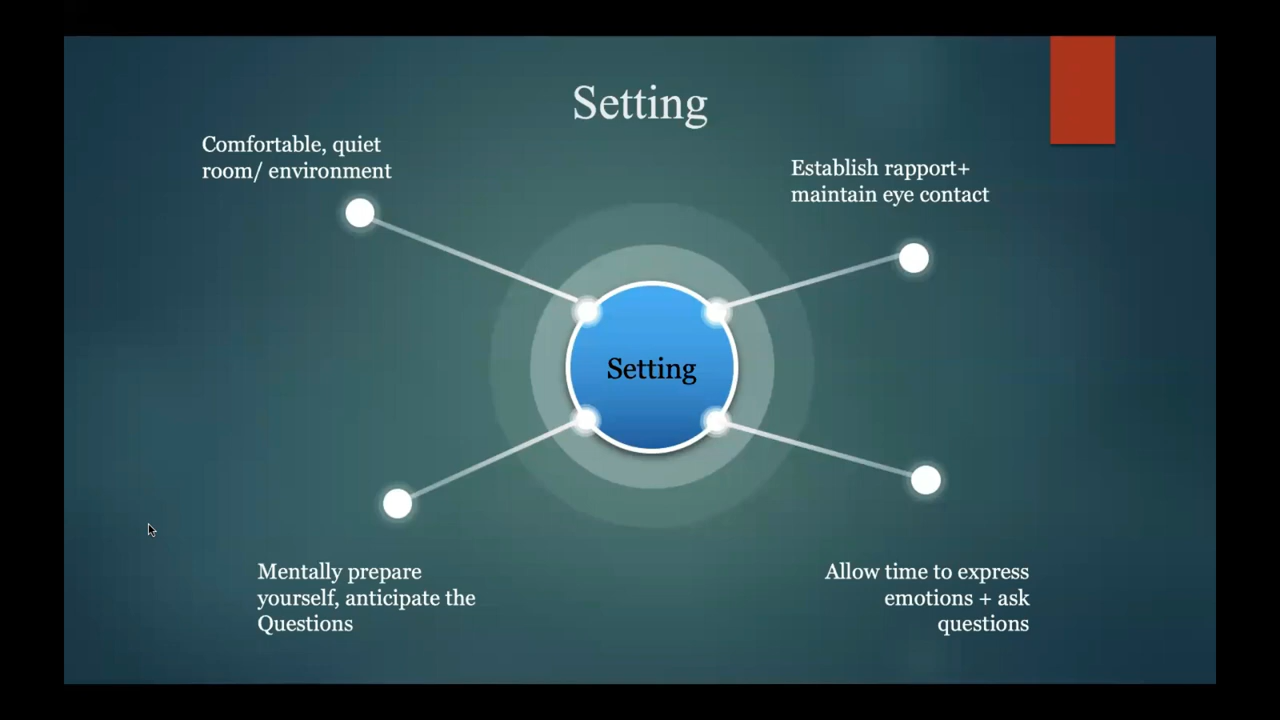 Setting
Comfortable, quiet
room/ environment
Establish rapport+
maintain eye contact
Setting
Mentally prepare
yourself, anticipate the
Questions
Allow time to express
emotions + ask
questions